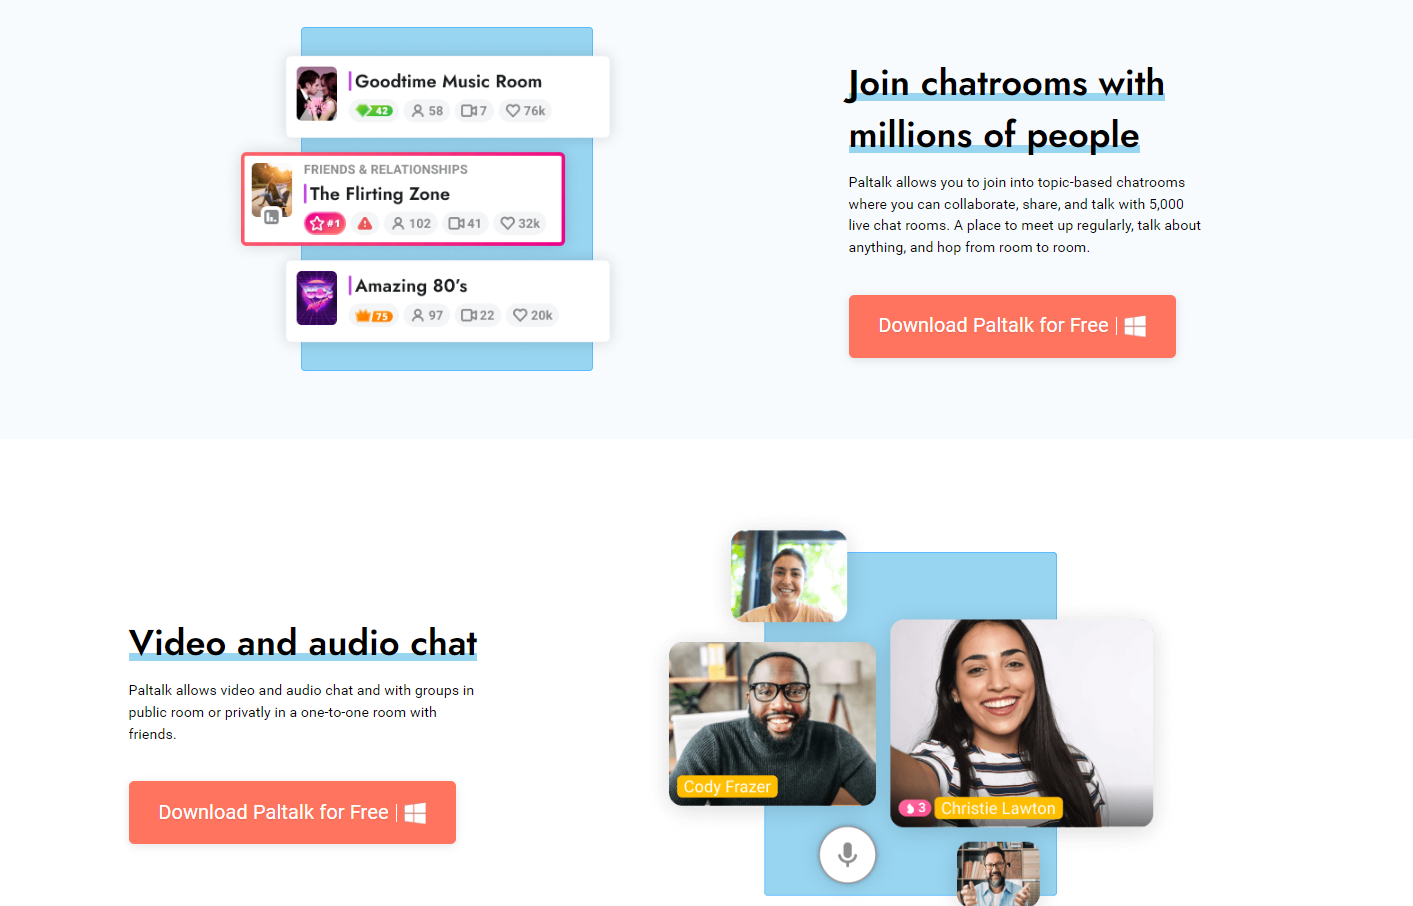 Goodtime Music Room
42 58 7 76k
FRIENDS & RELATIONSHIPS
The Flirting Zone
h.
#1 102 41 32k
Amazing 80's
75 97 22 20k
Join chatrooms with
millions of people
Paltalk allows you to join into topic-based chatrooms
where you can collaborate, share, and talk with 5,000
live chat rooms. A place to meet up regularly, talk about
anything, and hop from room to room.
Download Paltalk for Free |
Video and audio chat
Paltalk allows video and audio chat and with groups in
public room or privatly in a one-to-one room with
friends.
Download Paltalk for Free |
Cody Frazer
3 Christie Lawton